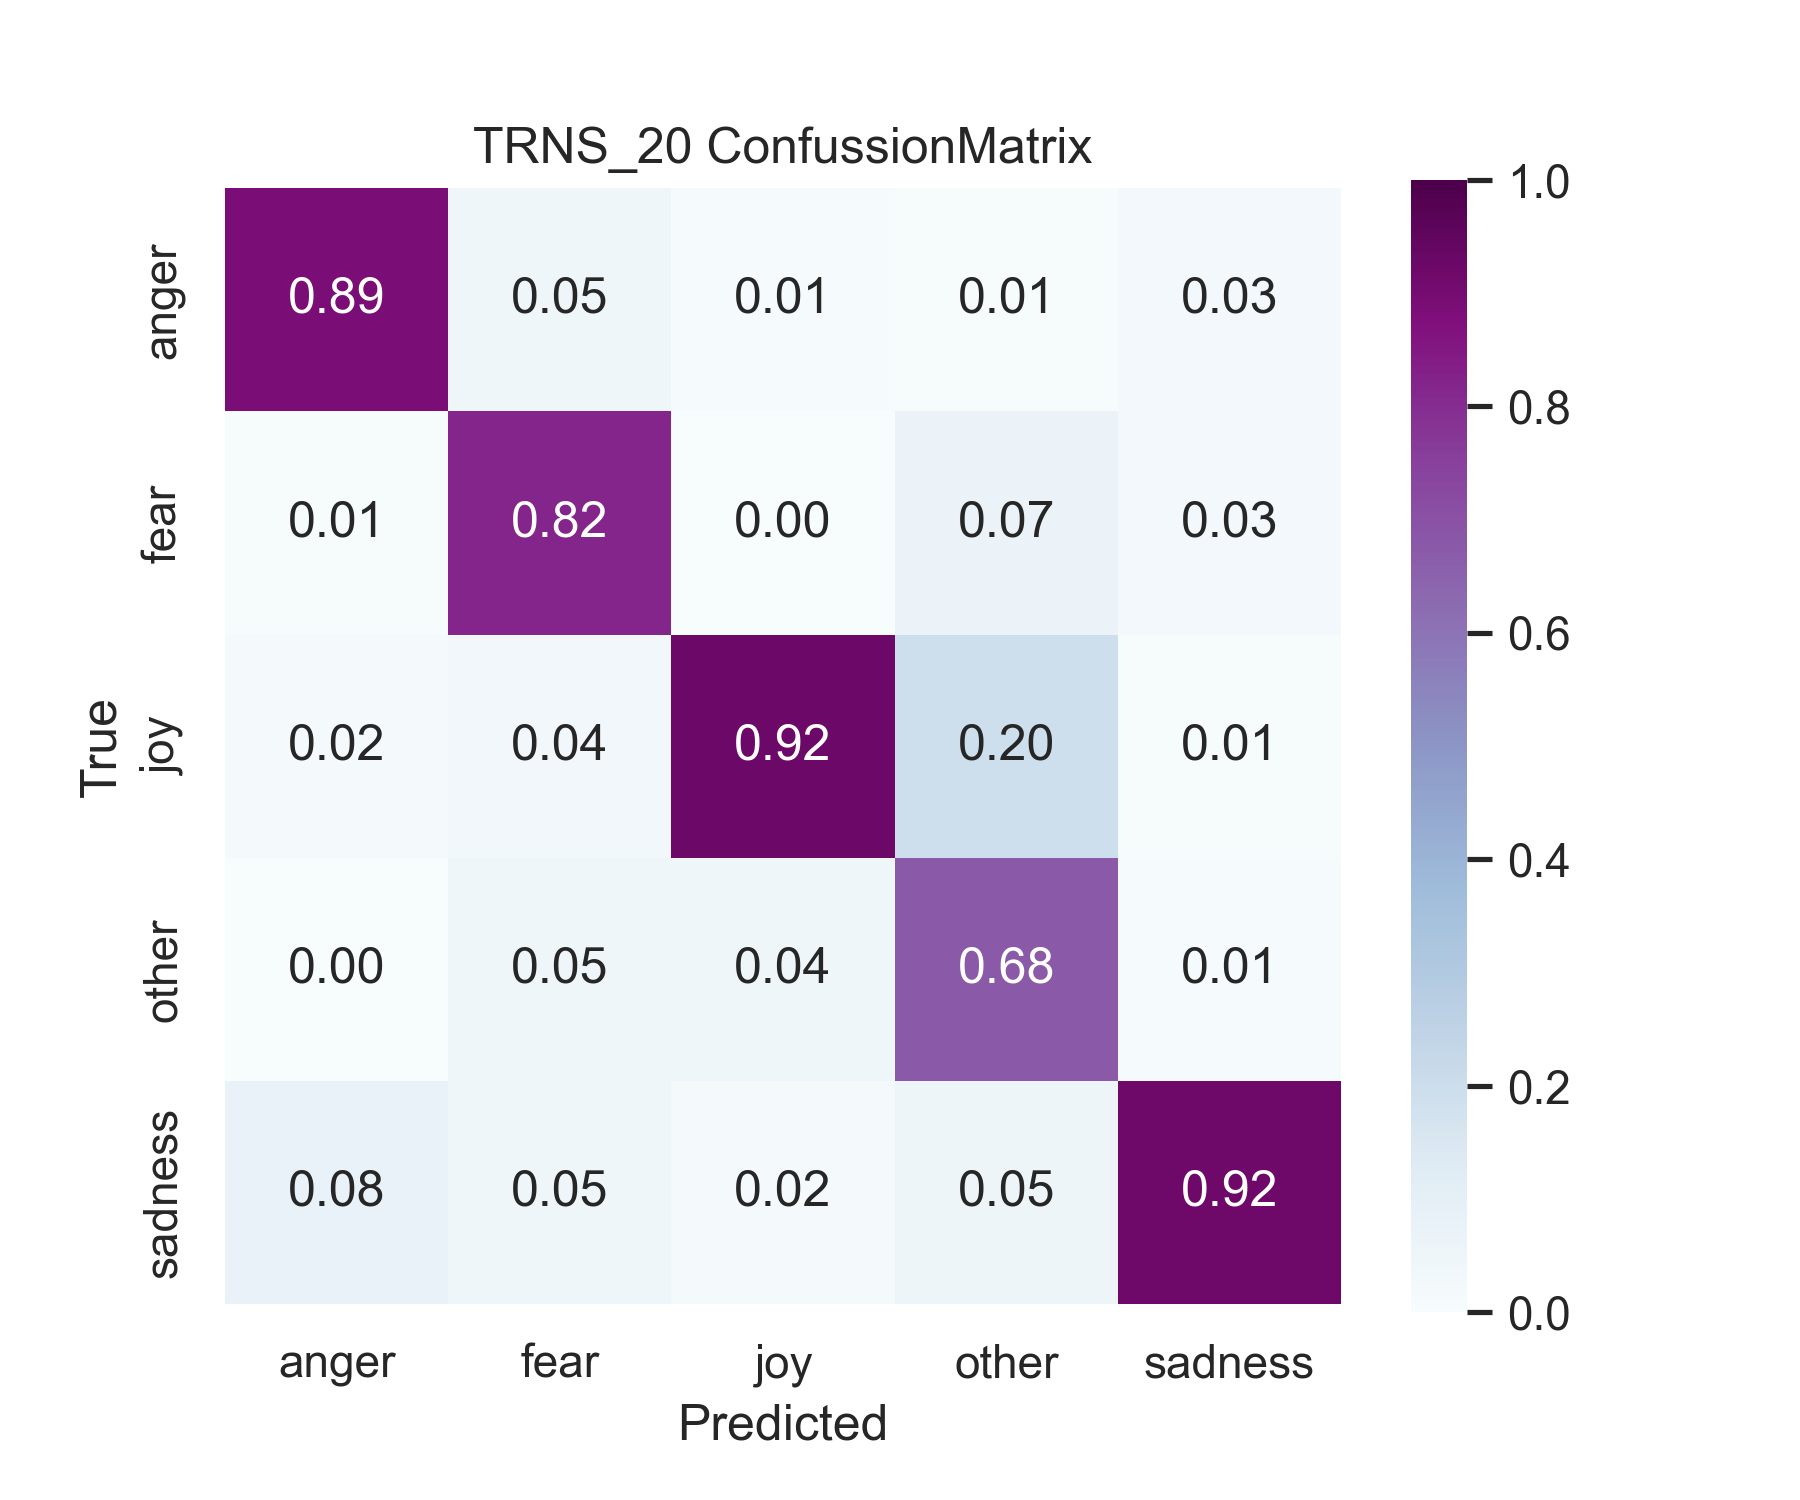 TRNS_20 ConfussionMatrix
anger 0.89 0.05 0.01 0.01 0.03
fear 0.01 0.82 0.00 0.07 0.03
True
joy 0.02 0.04 0.92 0.20 0.01
other 0.00 0.05 0.04 0.68 0.01
sadness 0.08 0.05 0.02 0.05 0.92
anger fear joy other sadness
Predicted
1.0
0.8
0.6
0.4
0.2
0.0